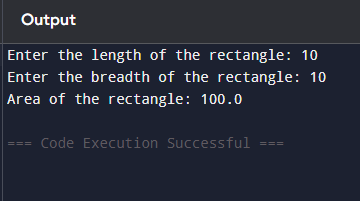 Output
Enter the length of the rectangle: 10
Enter the breadth of the rectangle: 10
Area of the rectangle: 100.0
=== Code Execution Successful ===